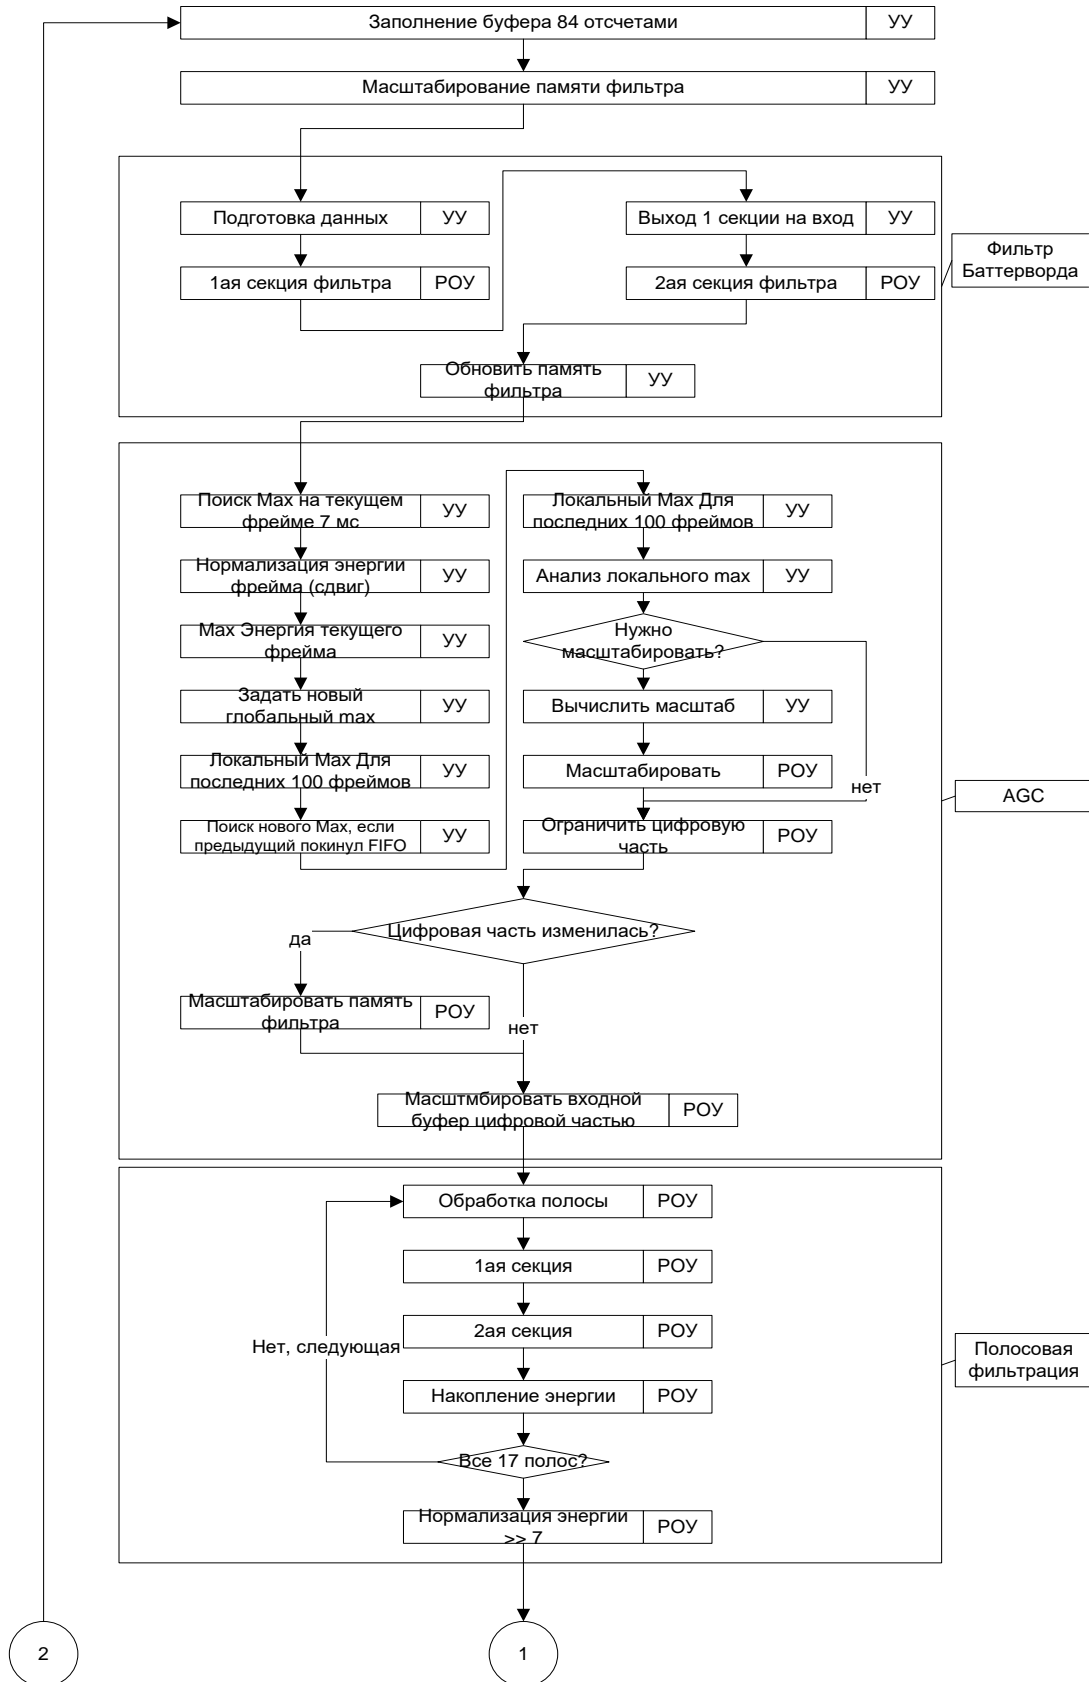 Заполнение буфера 84 отсчетами
УУ
Масштабирование памяти фильтра
УУ
Подготовка данных
УУ
1ая секция фильтра
РОУ
Выход 1 секции на вход
УУ
2ая секция фильтра
РОУ
Обновить память
фильтра
УУ
Фильтр
Баттерворда
Поиск Max на текущем
фрейме 7 мс
УУ
Нормализация энергии
фрейма (сдвиг)
УУ
Max Энергия текущего
фрейма
УУ
Задать новый
глобальный max
УУ
Локальный Max Для
последних 100 фреймов
УУ
Поиск нового Max, если
предыдущий покинул FIFO
УУ
Локальный Max Для
последних 100 фреймов
УУ
Анализ локального max
УУ
Нужно
масштабировать?
Вычислить масштаб
УУ
Масштабировать
РОУ
нет
Ограничить цифровую
часть
РОУ
AGC
Цифровая часть изменилась?
да
Масштабировать память
фильтра
РОУ
нет
Масштмбировать входной
буфер цифровой частью
РОУ
Обработка полосы
РОУ
1ая секция
РОУ
2ая секция
РОУ
Нет, следующая
Накопление энергии
РОУ
Все 17 полос?
Нормализация энергии
>> 7
РОУ
Полосовая
фильтрация
2
1